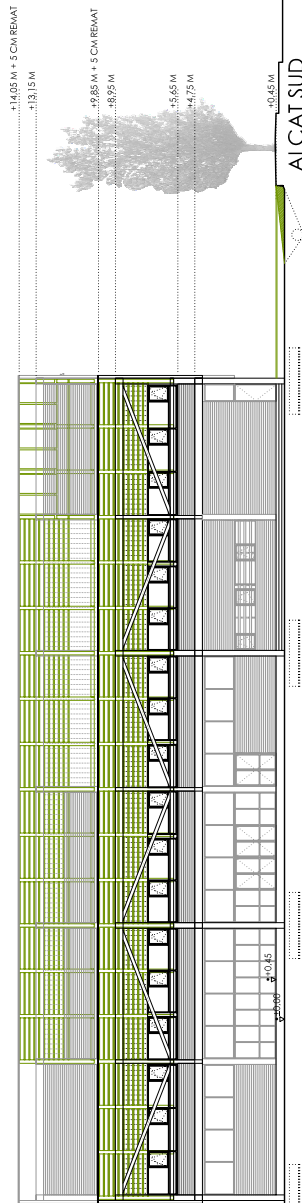 +14,05 M + 5 CM REMAT
+13,15 M
+9,85 M + 5 CM REMAT
+8,95 M
+5,65 M
+4,75 M
+0,45 M
+0,45
±0,00
ALÇAT SUD